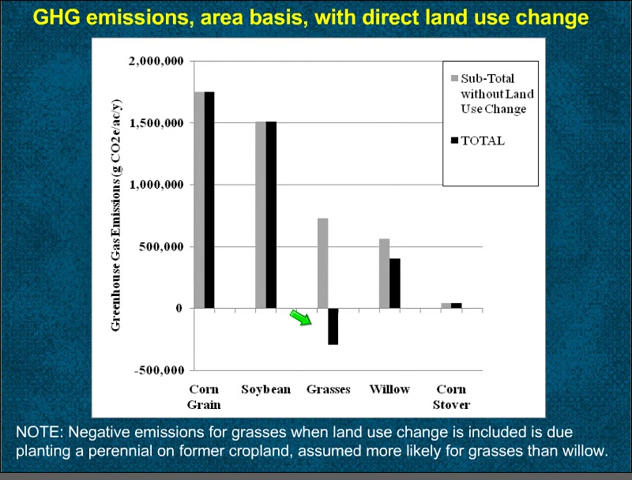 GHG emissions, area basis, with direct land use change
Greenhouse Gas Emissions (g CO2e/ac/y)
2,000,000
1,500,000
1,000,000
500,000
0
-500,000
Sub-Total
without Land
Use Change
TOTAL
Corn Grain
Soybean
Grasses
Willow
Corn Stover
NOTE: Negative emissions for grasses when land use change is included is due
planting a perennial on former cropland, assumed more likely for grasses than willow.